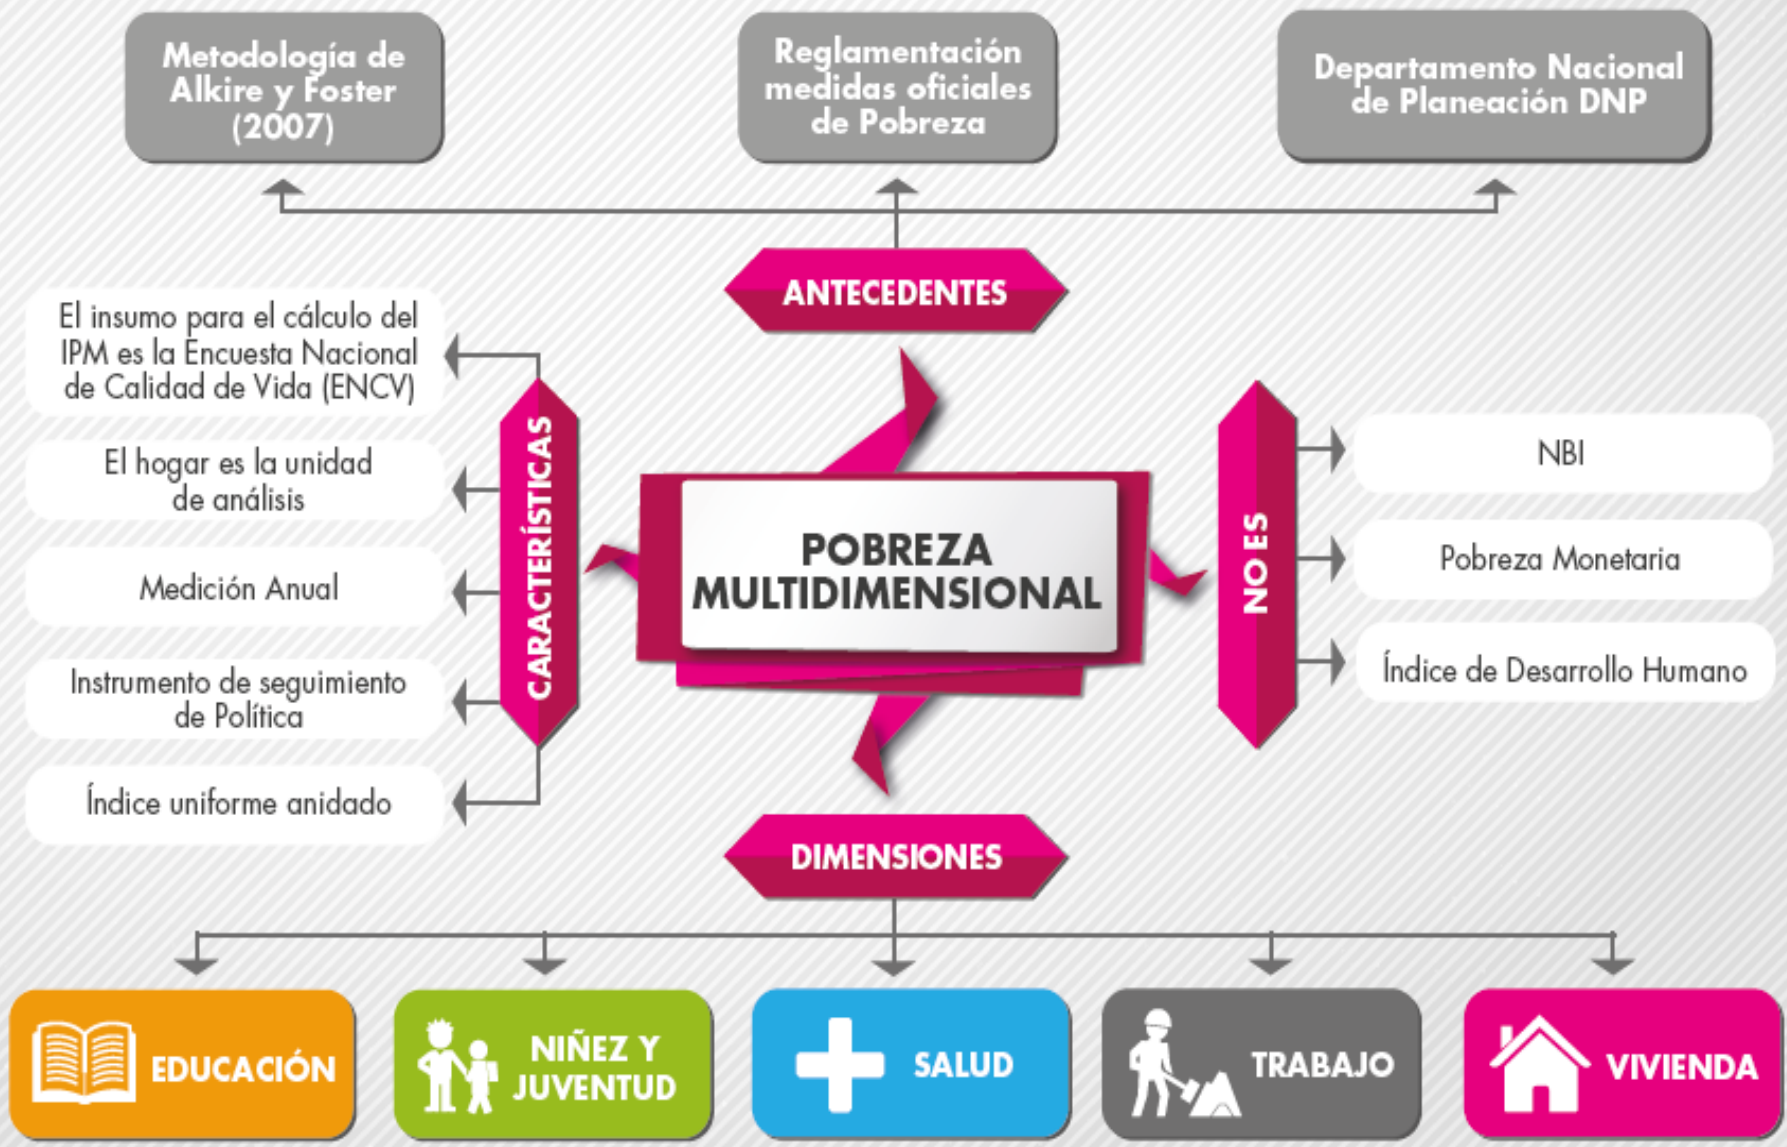 Metodología de
Alkire y Foster
(2007)
Reglamentación
medidas oficiales
de Pobreza
Departamento Nacional
de Planeación DNP
ANTECEDENTES
El insumo para el cálculo del
IPM es la Encuesta Nacional
de Calidad de Vida (ENCV)
El hogar es la unidad
de análisis
Medición Anual
Instrumento de seguimiento
de Política
Índice uniforme anidado
CARACTERÍSTICAS
POBREZA
MULTIDIMENSIONAL
NO ES
NBI
Pobreza Monetaria
Índice de Desarrollo Humano
DIMENSIONES
EDUCACIÓN
NIÑEZ Y
JUVENTUD
SALUD
TRABAJO
VIVIENDA